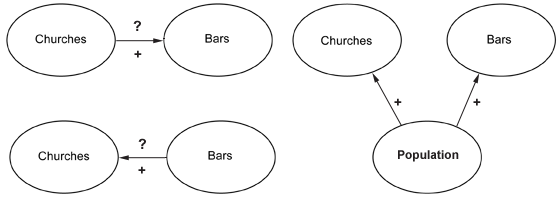 Churches
?
+
Bars
Churches
?
+
Bars
Churches
Bars
+
+
Population